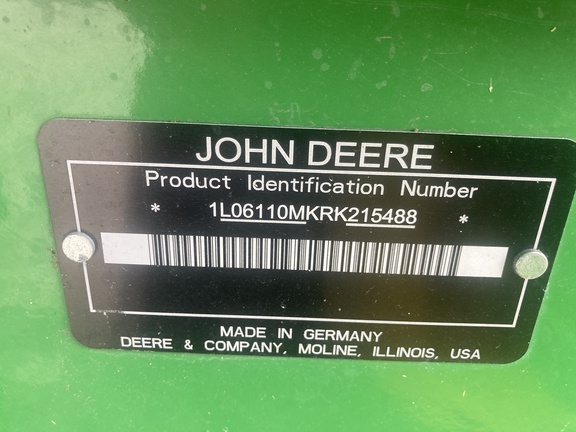 JOHN DEERE
Product Identification Number
* 1L06110MKRK215488 *
MADE IN GERMANY
DEERE & COMPANY, MOLINE, ILLINOIS, USA